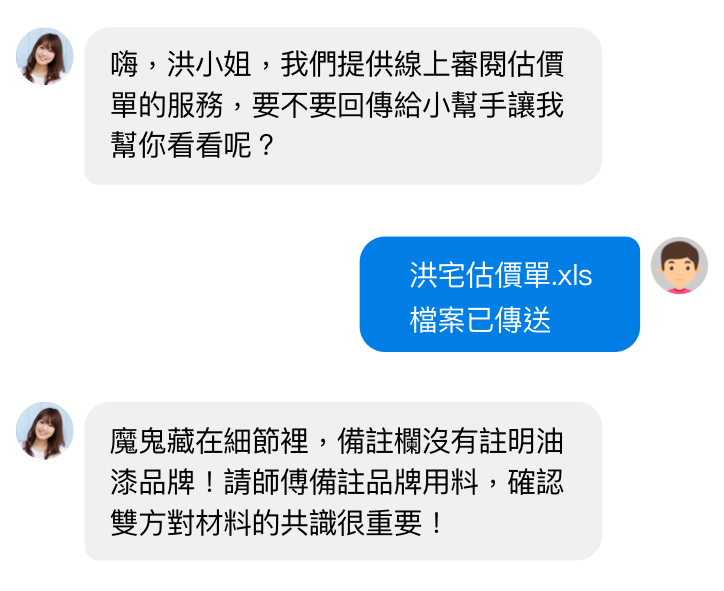 嗨，洪小姐，我們提供線上審閱估價
單的服務，要不要回傳給小幫手讓我
幫你看看呢？
洪宅估價單.xls
檔案已傳送
魔鬼藏在細節裡，備註欄沒有註明油
漆品牌！請師傅備註品牌用料，確認
雙方對材料的共識很重要！